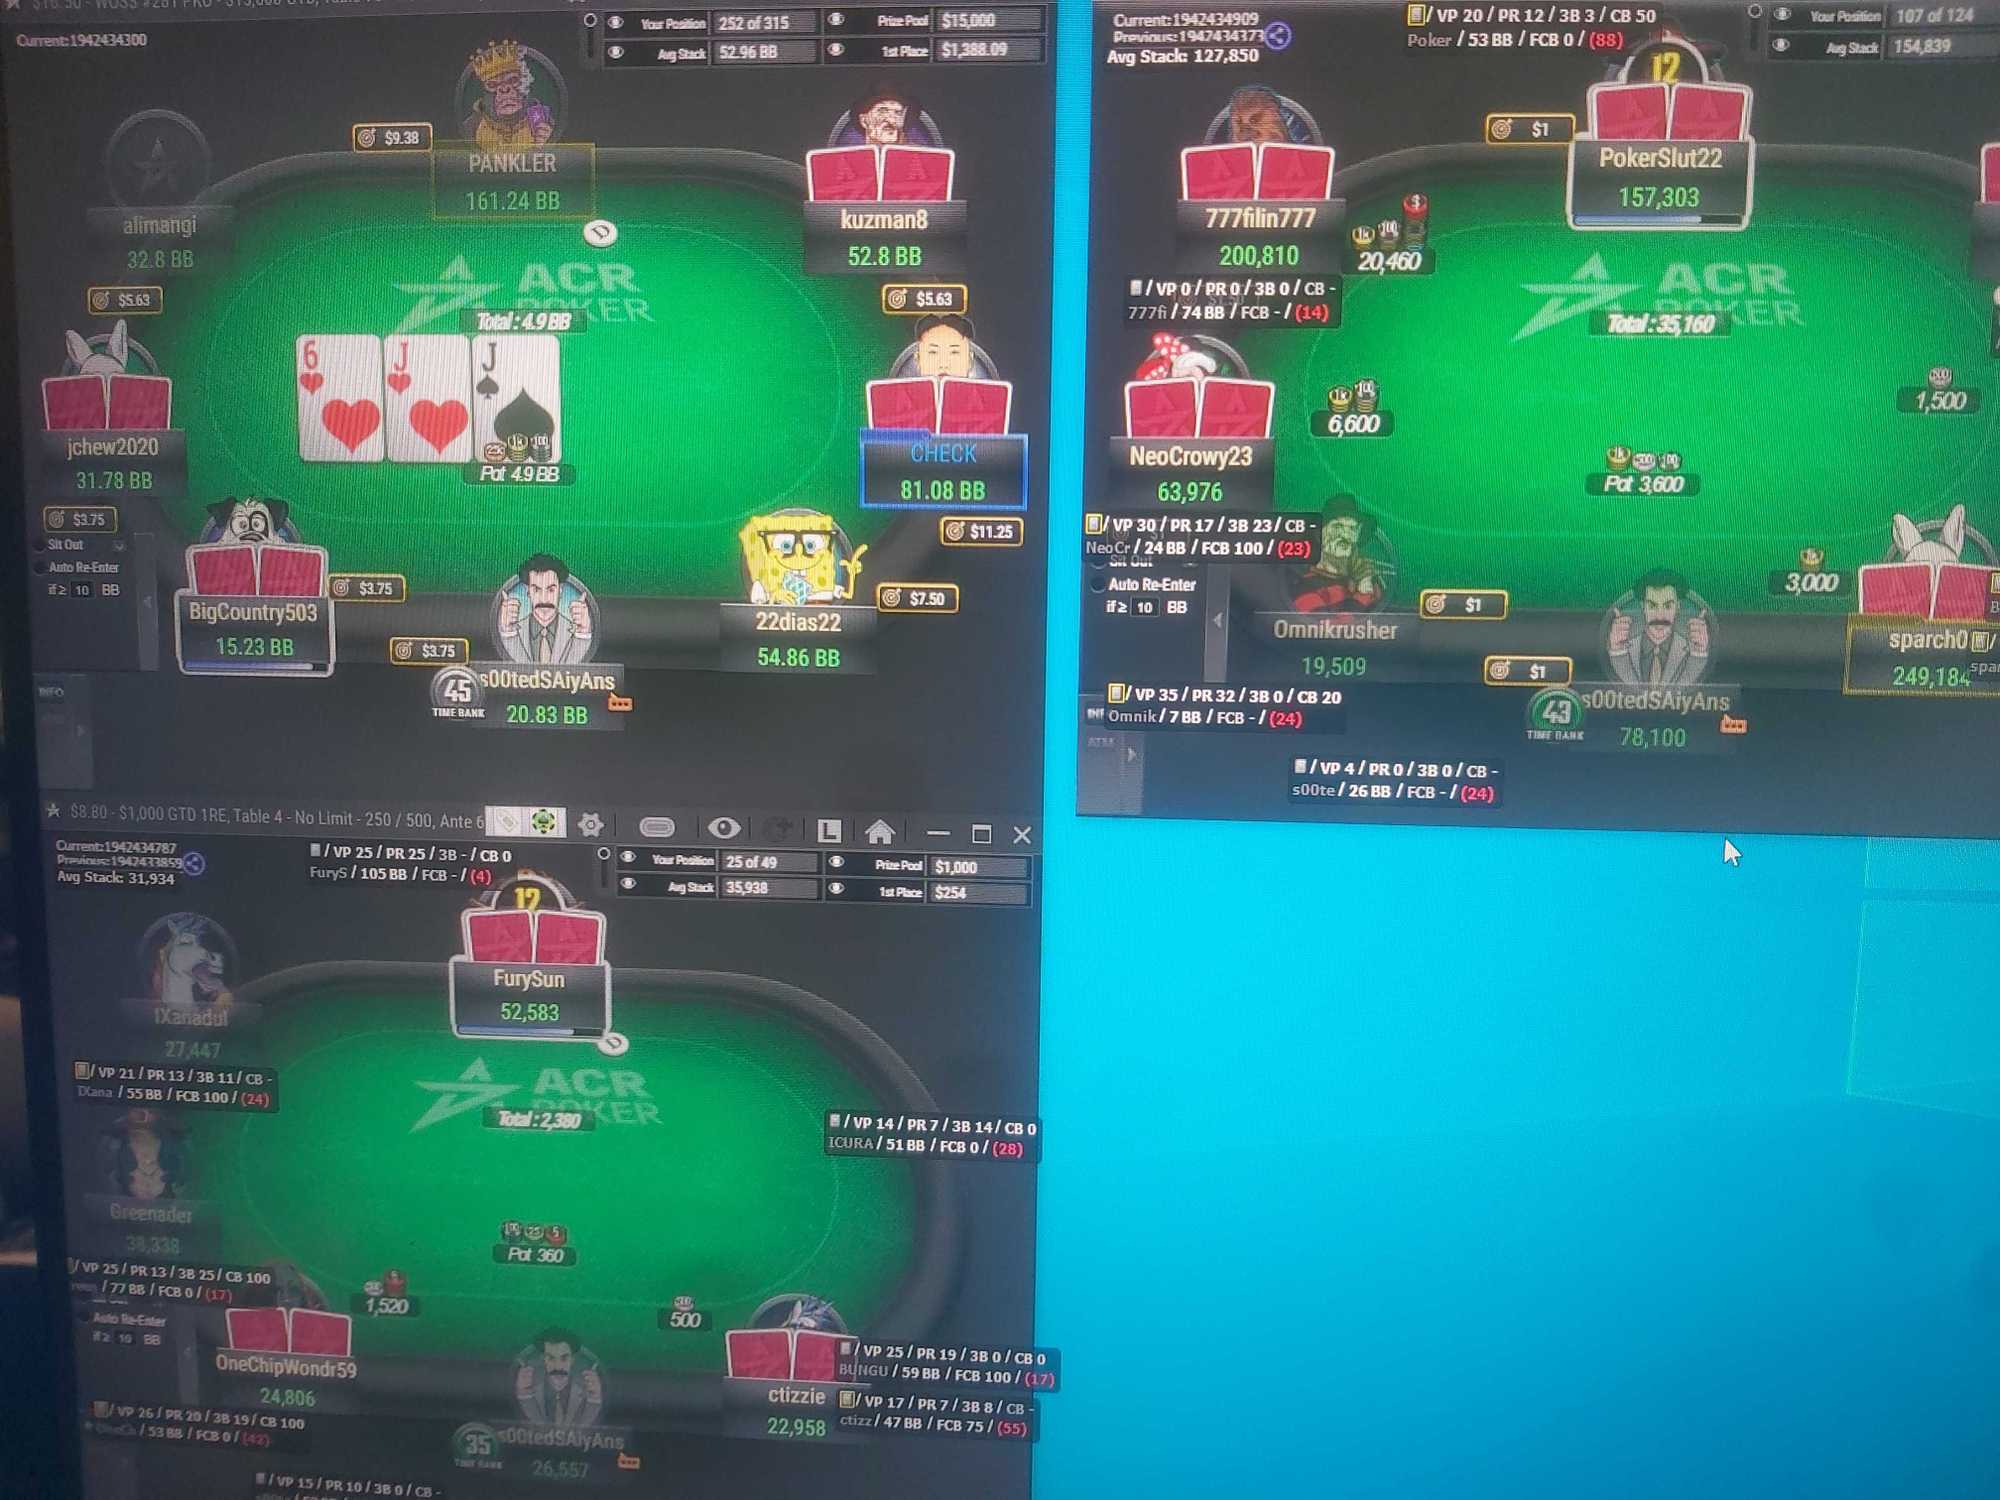 Current:1942434300
Your Position 252 of 315
Prize Pool $15,000
Avg Stack 52.96 BB
1st Place $1,388.09
$9.38
PANKLER
161.24 BB
alimangi
32.8 BB
kuzman8
52.8 BB
D
ACR
POKER
$5.63
$5.63
Total : 4.9 BB
6
J
J
Pot 4.9 BB
jchew2020
31.78 BB
CHECK
81.08 BB
$3.75
$11.25
Sit Out
Auto Re-Enter
if ≥ 10 BB
$3.75
BigCountry503
15.23 BB
$7.50
22dias22
54.86 BB
$3.75
s00tedSAiyAns
45
TIME BANK
20.83 BB
INFO
Current:1942434909
Previous:1942434373
Avg Stack: 127,850
/ VP 20 / PR 12 / 3B 3 / CB 50
Poker / 53 BB / FCB 0 / (88)
Your Position 107 of 124
Avg Stack 154,839
12
$1
PokerSlut22
157,303
777filin777
200,810
20,460
/ VP 0 / PR 0 / 3B 0 / CB -
777fi / 74 BB / FCB - / (14)
ACR
POKER
Total : 35,160
1,500
6,600
NeoCrowy23
63,976
Pot 3,600
/ VP 30 / PR 17 / 3B 23 / CB -
NeoCr / 24 BB / FCB 100 / (23)
Sit Out
Auto Re-Enter
if ≥ 10 BB
3,000
$1
Omnikrusher
19,509
sparch0
249,184
$1
/ VP 35 / PR 32 / 3B 0 / CB 20
Omnik / 7 BB / FCB - / (24)
s00tedSAiyAns
43
TIME BANK
78,100
ATM
/ VP 4 / PR 0 / 3B 0 / CB -
s00te / 26 BB / FCB - / (24)
$8.80 - $1,000 GTD 1RE, Table 4 - No Limit - 250 / 500, Ante 6
L
Current:1942434787
Previous:1942433859
Avg Stack: 31,934
/ VP 25 / PR 25 / 3B - / CB 0
FuryS / 105 BB / FCB - / (4)
Your Position 25 of 49
Prize Pool $1,000
Avg Stack 35,938
1st Place $254
12
FurySun
52,583
D
IXanadul
27,447
/ VP 21 / PR 13 / 3B 11 / CB -
IXana / 55 BB / FCB 100 / (24)
ACR
POKER
Total : 2,380
/ VP 14 / PR 7 / 3B 14 / CB 0
ICURA / 51 BB / FCB 0 / (28)
Greenader
38,338
Pot 360
/ VP 25 / PR 13 / 3B 25 / CB 100
/ 77 BB / FCB 0 / (17)
Auto Re-Enter
if ≥ 10 BB
1,520
500
OneChipWondr59
24,806
ctizzie
22,958
/ VP 25 / PR 19 / 3B 0 / CB 0
BUNGU / 59 BB / FCB 100 / (17)
/ VP 17 / PR 7 / 3B 8 / CB -
ctizz / 47 BB / FCB 75 / (55)
/ VP 26 / PR 20 / 3B 19 / CB 100
/ 53 BB / FCB 0 / (42)
s00tedSAiyAns
35
TIME BANK
26,557
/ VP 15 / PR 10 / 3B 0 / CB -